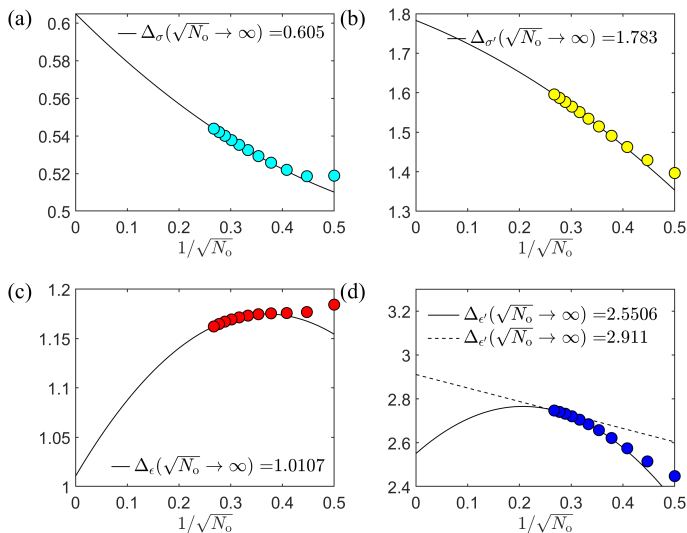 (a)
0.6
0.58
0.56
0.54
0.52
0.5
Δσ(√No → ∞) =0.605
0 0.1 0.2 0.3 0.4 0.5
1/√No
(b)
1.8
1.7
1.6
1.5
1.4
1.3
Δσ′(√No → ∞) =1.783
0 0.1 0.2 0.3 0.4 0.5
1/√No
(c)
1.2
1.15
1.1
1.05
1
Δϵ(√No → ∞) =1.0107
0 0.1 0.2 0.3 0.4 0.5
1/√No
(d)
3.2
3
2.8
2.6
2.4
Δϵ′(√No → ∞) =2.5506
Δϵ′(√No → ∞) =2.911
0 0.1 0.2 0.3 0.4 0.5
1/√No